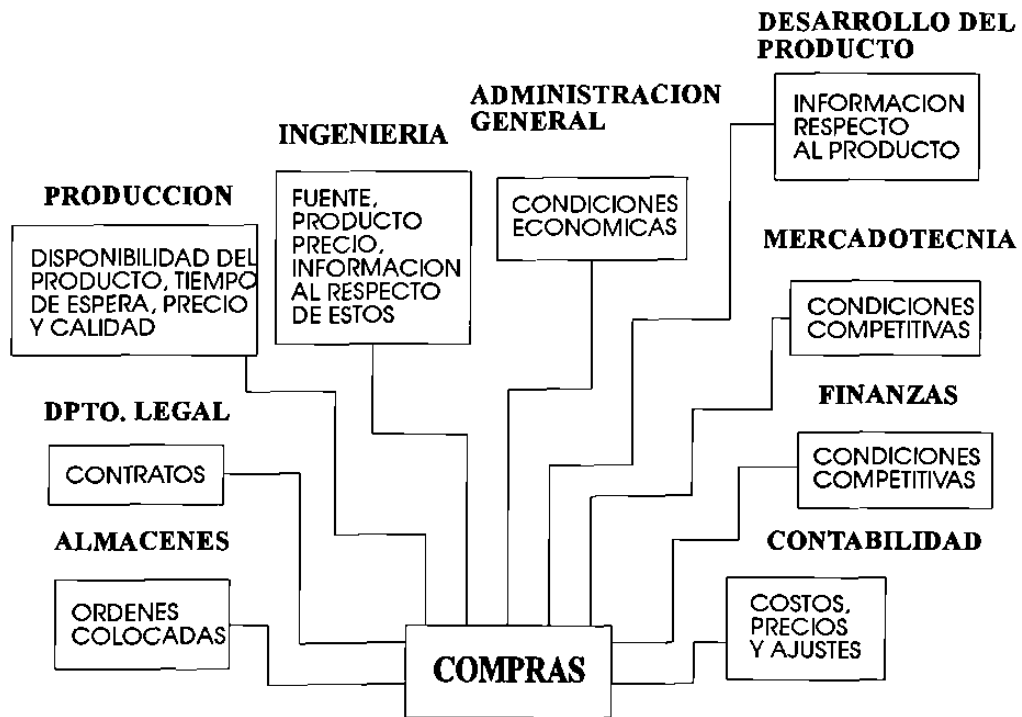 DESARROLLO DEL
PRODUCTO
INFORMACION
RESPECTO
AL PRODUCTO
ADMINISTRACION
GENERAL
CONDICIONES
ECONOMICAS
INGENIERIA
FUENTE,
PRODUCTO
PRECIO,
INFORMACION
AL RESPECTO
DE ESTOS
PRODUCCION
DISPONIBILIDAD DEL
PRODUCTO, TIEMPO
DE ESPERA, PRECIO
Y CALIDAD
MERCADOTECNIA
CONDICIONES
COMPETITIVAS
DPTO. LEGAL
CONTRATOS
FINANZAS
CONDICIONES
COMPETITIVAS
ALMACENES
ORDENES
COLOCADAS
CONTABILIDAD
COSTOS,
PRECIOS
Y AJUSTES
COMPRAS